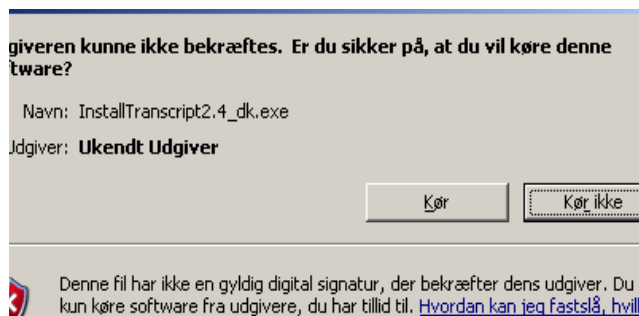 giveren kunne ikke bekræftes. Er du sikker på, at du vil køre denne
ftware?
Navn: InstallTranscript2.4_dk.exe
Udgiver: Ukendt Udgiver
Kør
Kør ikke
Denne fil har ikke en gyldig digital signatur, der bekræfter dens udgiver. Du
kun køre software fra udgivere, du har tillid til. Hvordan kan jeg fastslå, hvil